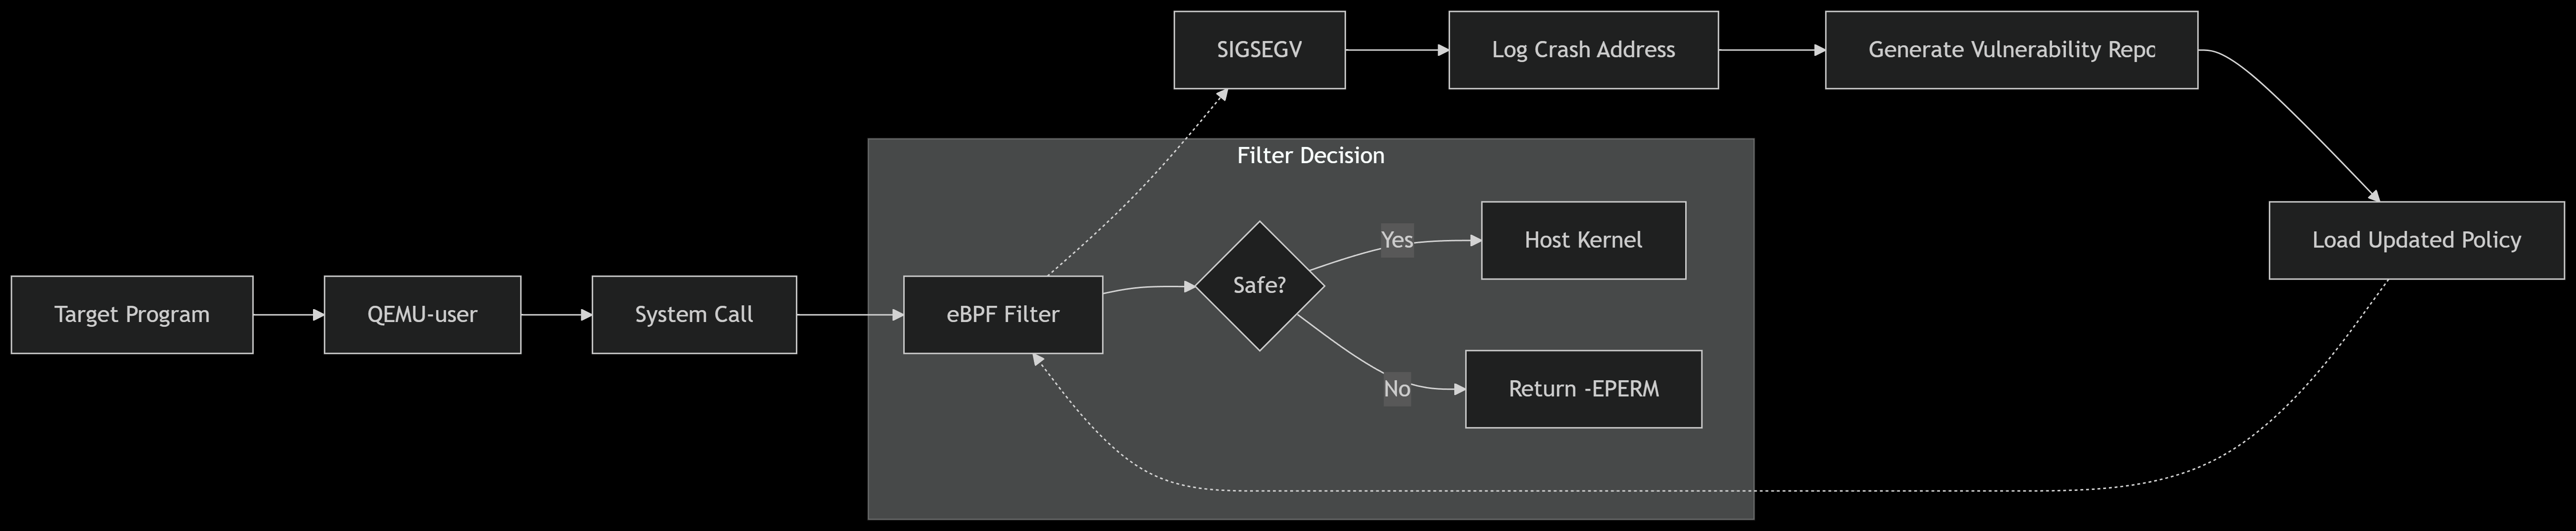 SIGSEGV
Log Crash Address
Generate Vulnerability Repo
Filter Decision
Yes
Host Kernel
Load Updated Policy
Safe?
Target Program
QEMU-user
System Call
eBPF Filter
No
Return -EPERM